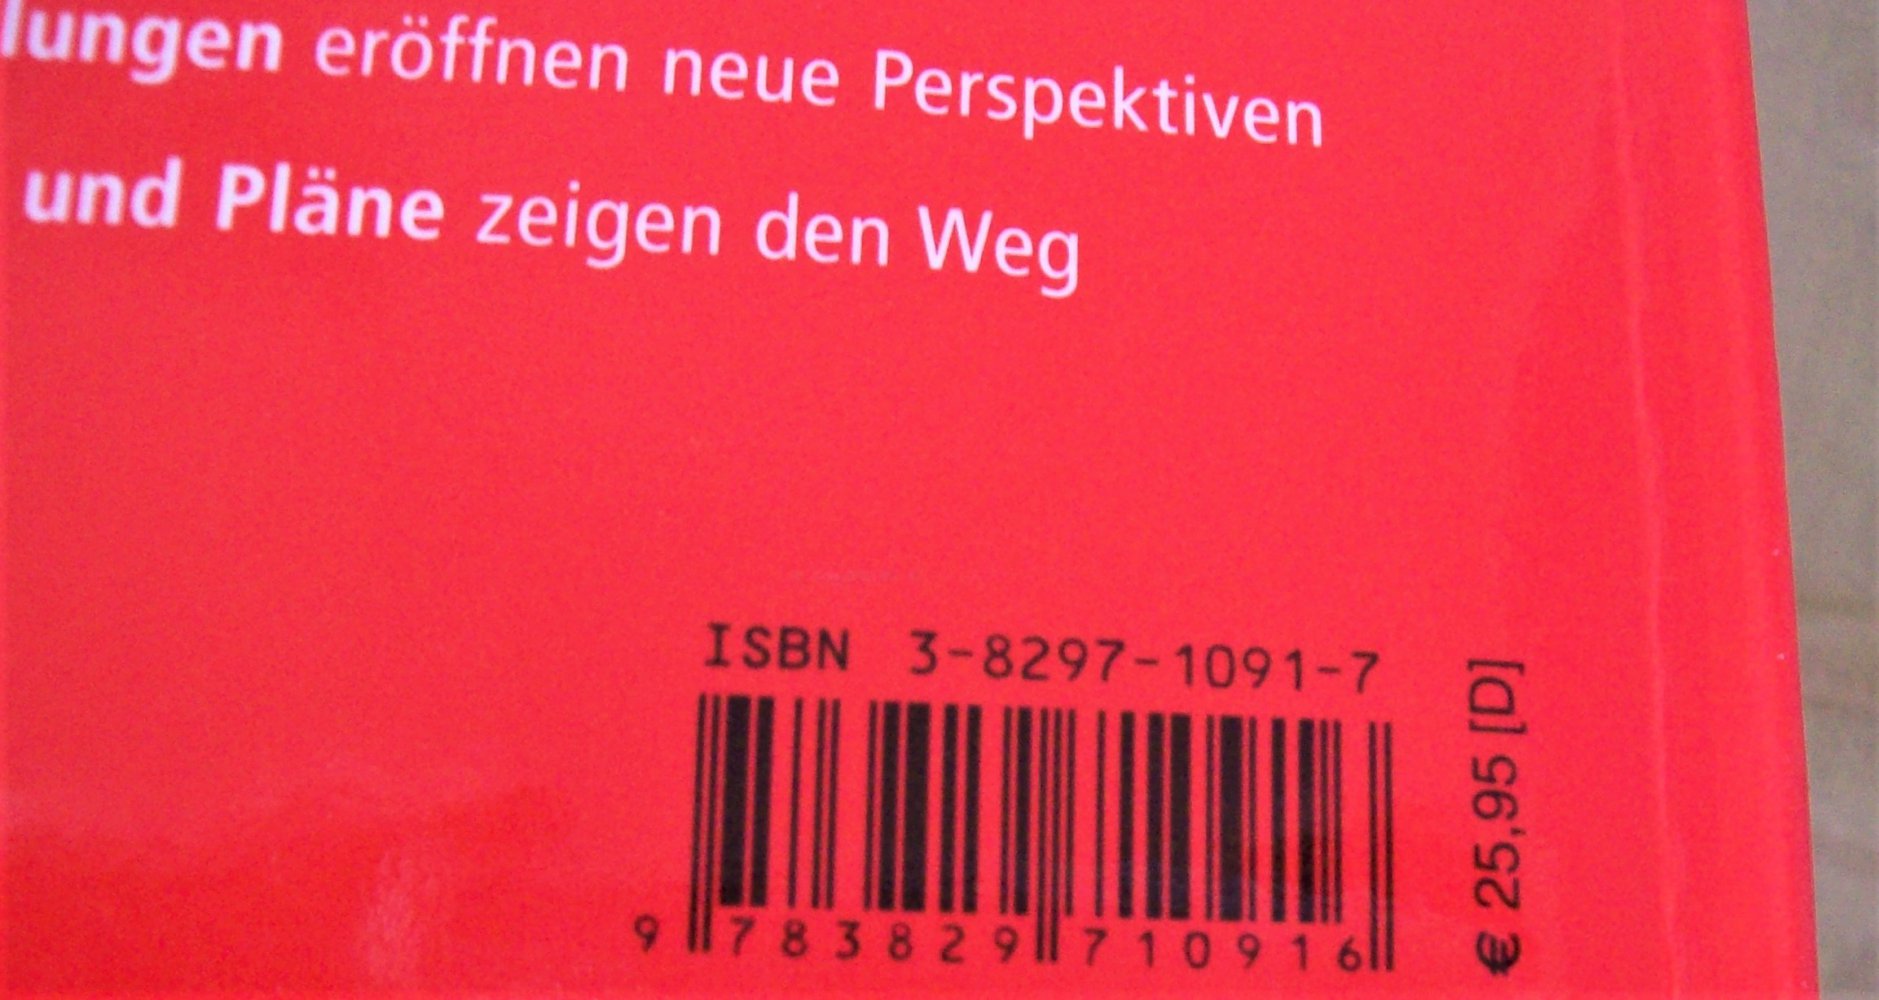 lungen eröffnen neue Perspektiven
und Pläne zeigen den Weg
ISBN 3-8297-1091-7
9 783829 710916
€ 25,95 [D]